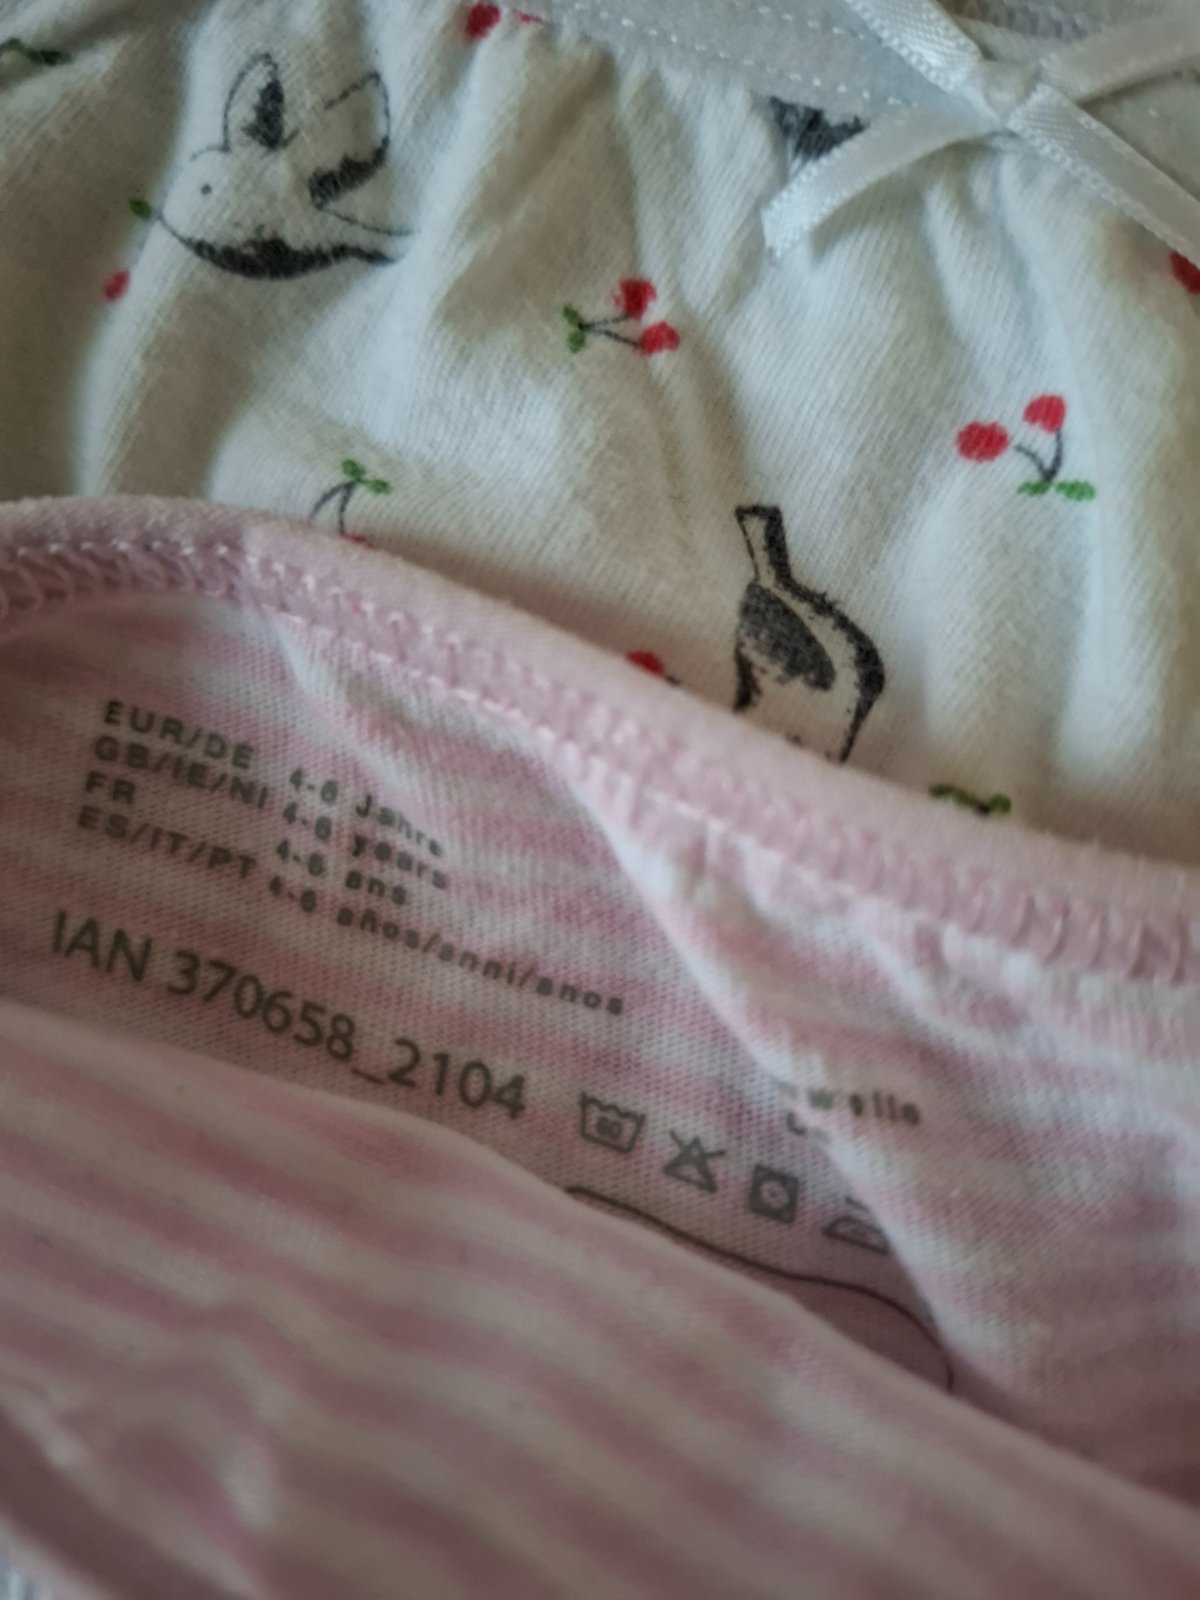 EUR/DE 4-6 Jahre
GB/IE/NI 4-6 years
FR 4-6 ans
ES/IT/PT 4-6 años/anni/anos
IAN 370658_2104
60